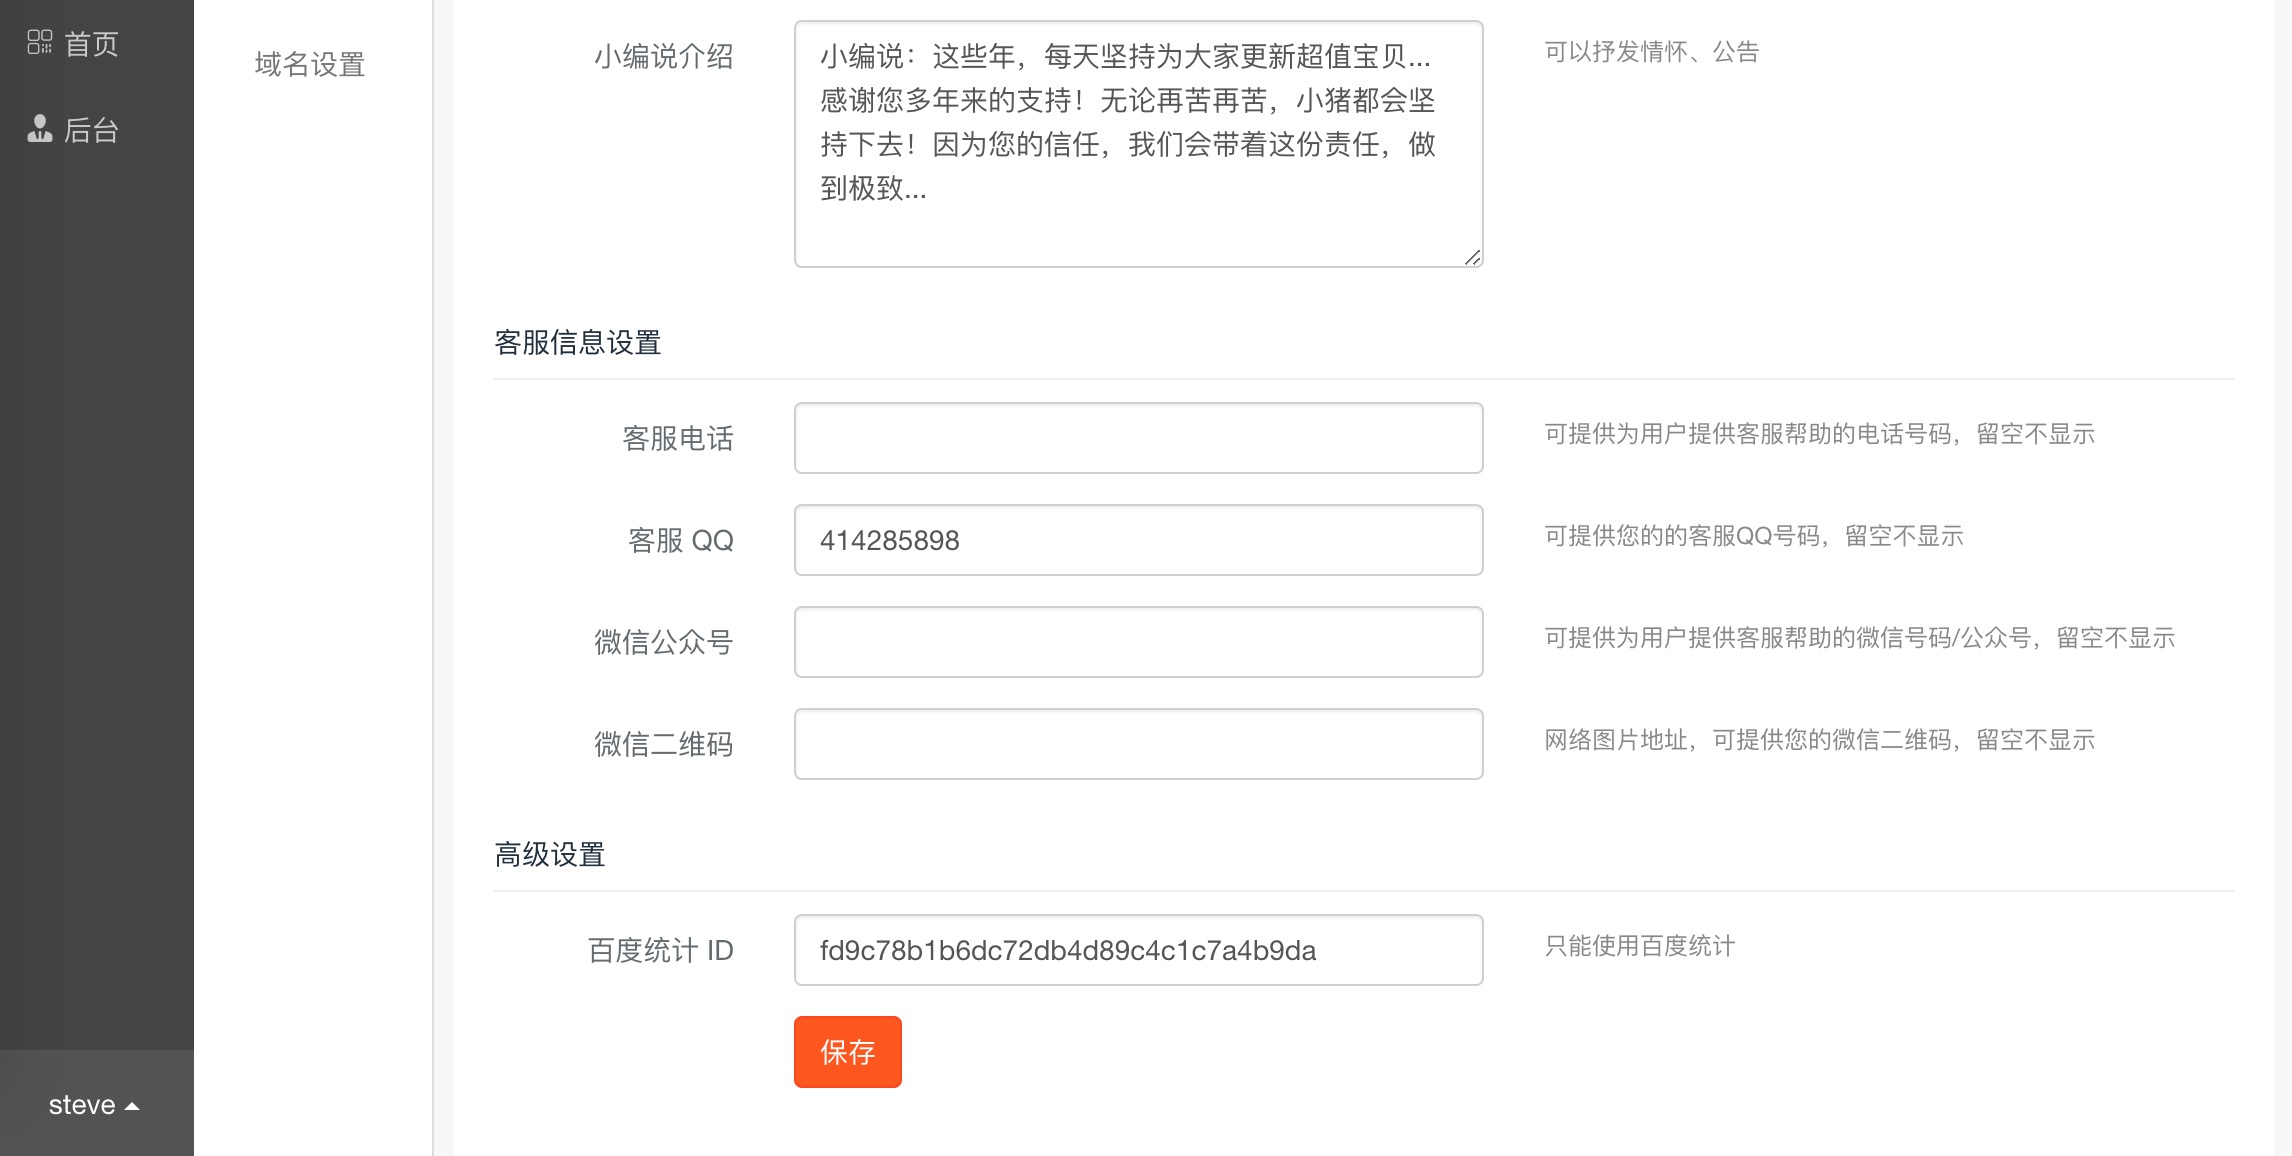 首页
后台
域名设置
小编说介绍
小编说：这些年，每天坚持为大家更新超值宝贝...
感谢您多年来的支持！无论再苦再苦，小猪都会坚
持下去！因为您的信任，我们会带着这份责任，做
到极致...
可以抒发情怀、公告
客服信息设置
客服电话
可提供为用户提供客服帮助的电话号码，留空不显示
客服 QQ
414285898
可提供您的的客服QQ号码，留空不显示
微信公众号
可提供为用户提供客服帮助的微信号码/公众号，留空不显示
微信二维码
网络图片地址，可提供您的微信二维码，留空不显示
高级设置
百度统计 ID
fd9c78b1b6dc72db4d89c4c1c7a4b9da
只能使用百度统计
保存
steve